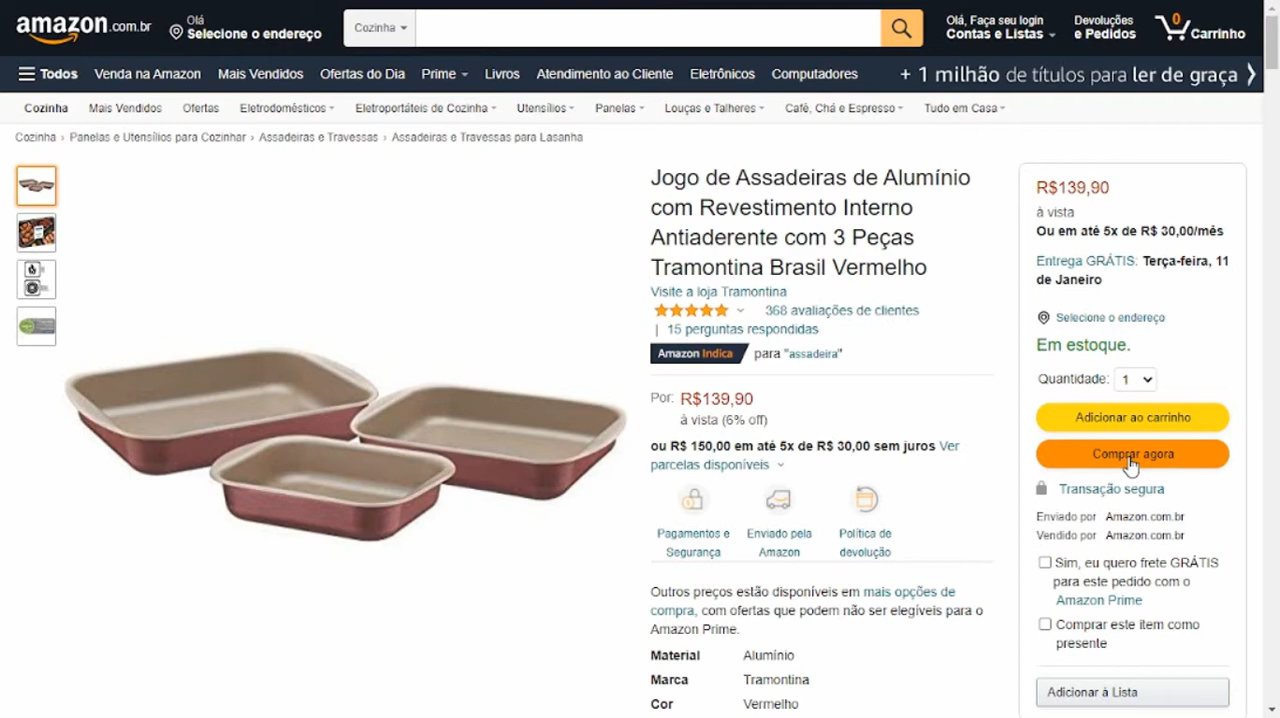 amazon.com.br
Olá
Selecione o endereço
Cozinha
Olá, Faça seu login
Contas e Listas
Devoluções
e Pedidos
0
Carrinho
Todos Venda na Amazon Mais Vendidos Ofertas do Dia Prime Livros Atendimento ao Cliente Eletrônicos Computadores + 1 milhão de títulos para ler de graça
Cozinha Mais Vendidos Ofertas Eletrodomésticos Eletroportáteis de Cozinha Utensílios Panelas Louças e Talheres Café, Chá e Espresso Tudo em Casa
Cozinha › Panelas e Utensílios para Cozinhar › Assadeiras e Travessas › Assadeiras e Travessas para Lasanha
Jogo de Assadeiras de Alumínio
com Revestimento Interno
Antiaderente com 3 Peças
Tramontina Brasil Vermelho
Visite a loja Tramontina
368 avaliações de clientes
| 15 perguntas respondidas
Amazon Indica para "assadeira"
Por: R$139,90
à vista (6% off)
ou R$ 150,00 em até 5x de R$ 30,00 sem juros Ver
parcelas disponíveis
Pagamentos e
Segurança
Enviado pela
Amazon
Política de
devolução
Outros preços estão disponíveis em mais opções de
compra, com ofertas que podem não ser elegíveis para o
Amazon Prime.
Material Alumínio
Marca Tramontina
Cor Vermelho
R$139,90
à vista
Ou em até 5x de R$ 30,00/mês
Entrega GRÁTIS: Terça-feira, 11
de Janeiro
Selecione o endereço
Em estoque.
Quantidade: 1
Adicionar ao carrinho
Comprar agora
Transação segura
Enviado por Amazon.com.br
Vendido por Amazon.com.br
Sim, eu quero frete GRÁTIS
para este pedido com o
Amazon Prime
Comprar este item como
presente
Adicionar à Lista